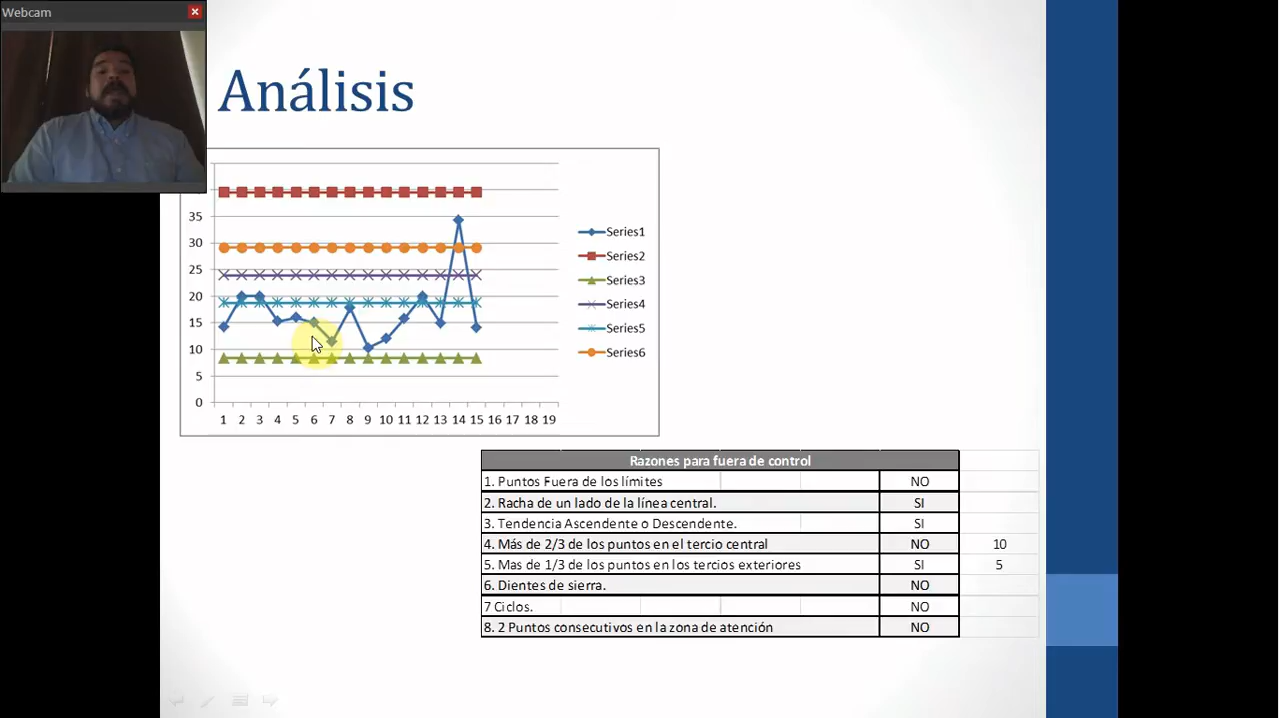 Webcam
Análisis
35
30
25
20
15
10
5
0
1 2 3 4 5 6 7 8 9 10 11 12 13 14 15 16 17 18 19
Series1
Series2
Series3
Series4
Series5
Series6
Razones para fuera de control
1. Puntos Fuera de los límites NO
2. Racha de un lado de la línea central. SI
3. Tendencia Ascendente o Descendente. SI
4. Más de 2/3 de los puntos en el tercio central NO 10
5. Mas de 1/3 de los puntos en los tercios exteriores SI 5
6. Dientes de sierra. NO
7 Ciclos. NO
8. 2 Puntos consecutivos en la zona de atención NO